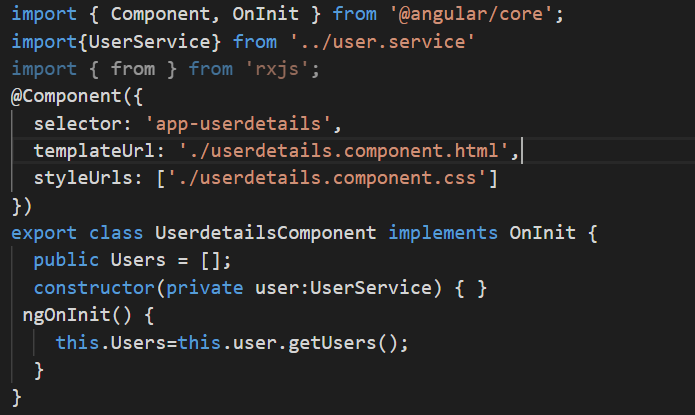 import { Component, OnInit } from '@angular/core';
import{UserService} from '../user.service'
import { from } from 'rxjs';
@Component({
  selector: 'app-userdetails',
  templateUrl: './userdetails.component.html',
  styleUrls: ['./userdetails.component.css']
})
export class UserdetailsComponent implements OnInit {
  public Users = [];
  constructor(private user:UserService) { }
 ngOnInit() {
    this.Users=this.user.getUsers();
  }
}